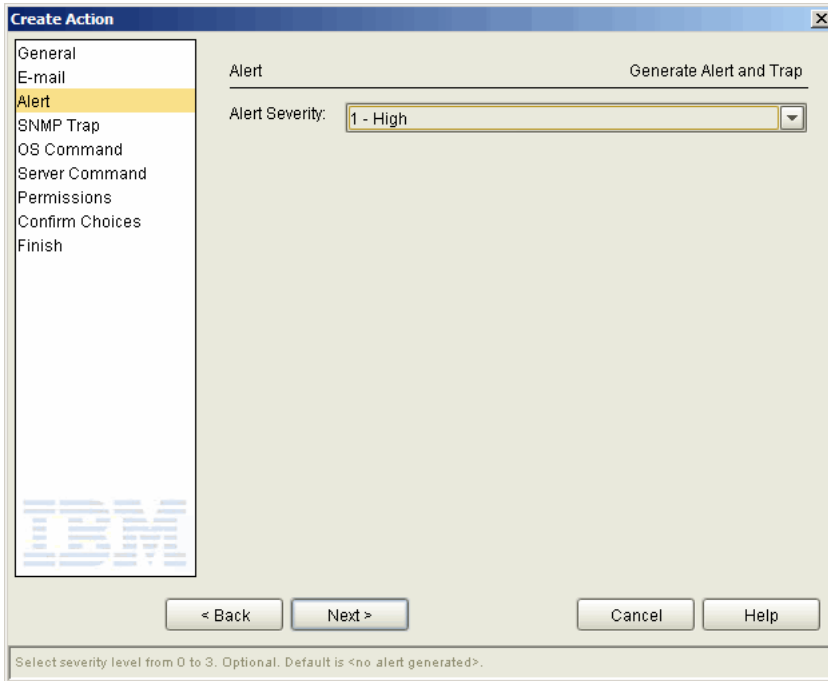 Create Action
General
E-mail
Alert
SNMP Trap
OS Command
Server Command
Permissions
Confirm Choices
Finish
IBM
Alert Generate Alert and Trap
Alert Severity: 1 - High
< Back Next > Cancel Help
Select severity level from 0 to 3. Optional. Default is <no alert generated>.